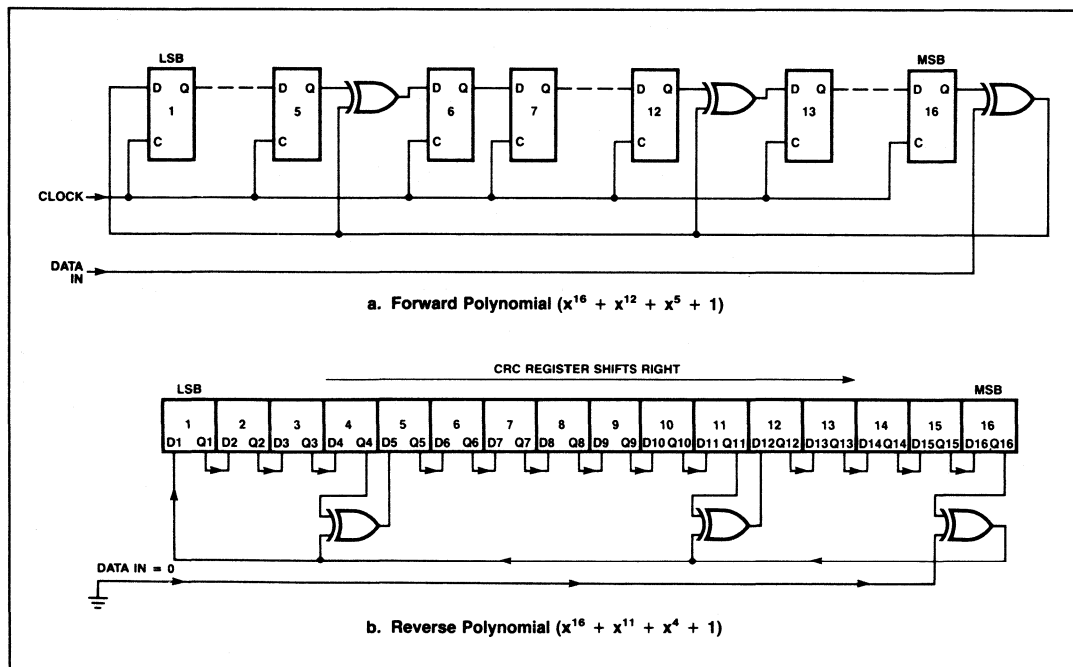 LSB MSB
D Q D Q D Q D Q D Q D Q D Q
1 5 6 7 12 13 16
C C C C C C C
CLOCK
DATA
IN
a. Forward Polynomial (x¹⁶ + x¹² + x⁵ + 1)
CRC REGISTER SHIFTS RIGHT
LSB MSB
1 2 3 4 5 6 7 8 9 10 11 12 13 14 15 16
D1 Q1 D2 Q2 D3 Q3 D4 Q4 D5 Q5 D6 Q6 D7 Q7 D8 Q8 D9 Q9 D10 Q10 D11 Q11 D12 Q12 D13 Q13 D14 Q14 D15 Q15 D16 Q16
DATA IN = 0
b. Reverse Polynomial (x¹⁶ + x¹¹ + x⁴ + 1)